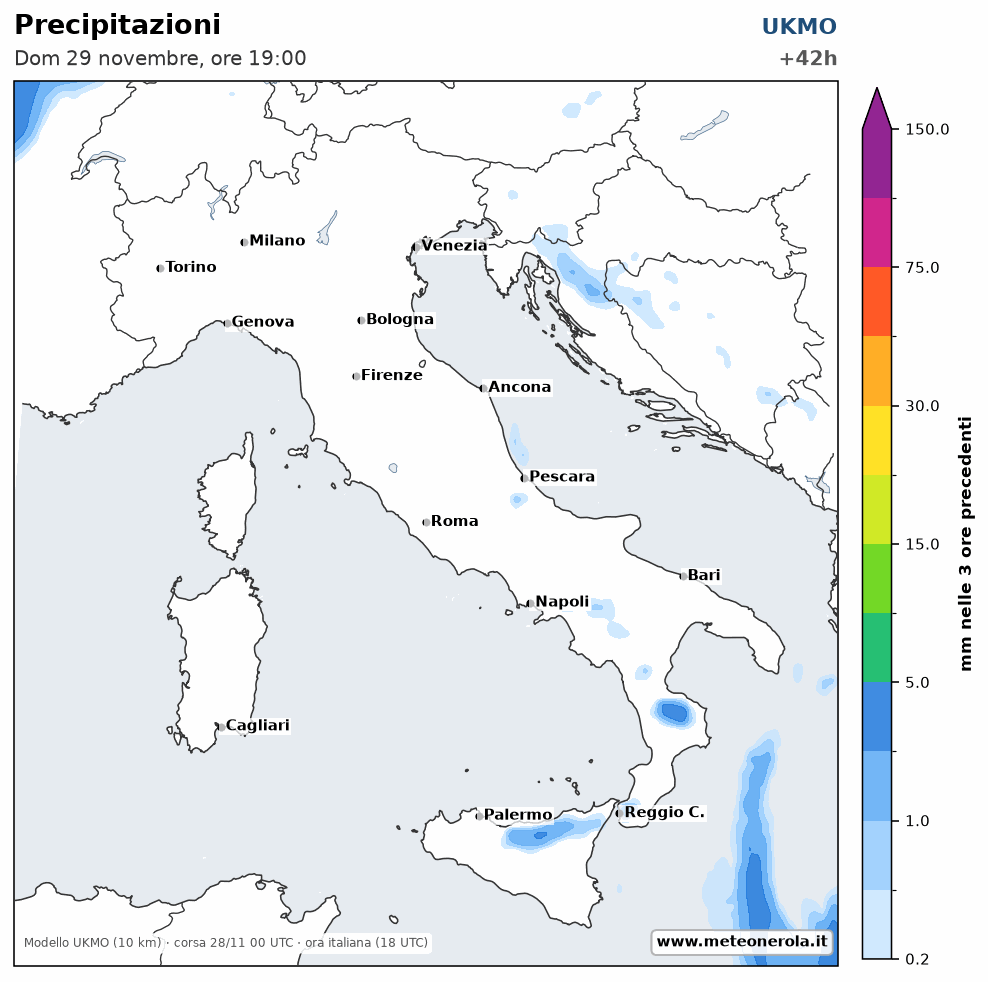 Precipitazioni
UKMO
Dom 29 novembre, ore 19:00
+42h
150.0
75.0
30.0
15.0
5.0
1.0
0.2
mm nelle 3 ore precedenti
Milano
Venezia
Torino
Genova
Bologna
Firenze
Ancona
Pescara
Roma
Bari
Napoli
Cagliari
Palermo
Reggio C.
Modello UKMO (10 km) · corsa 28/11 00 UTC · ora italiana (18 UTC)
www.meteonerola.it